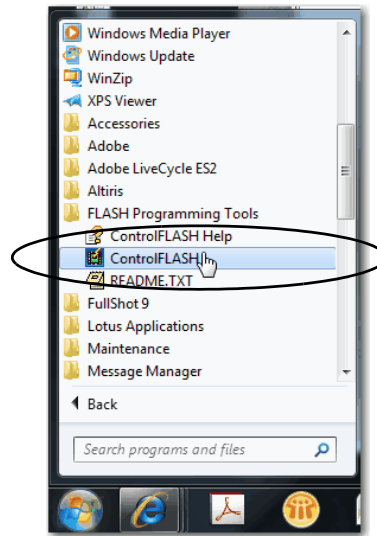 Windows Media Player
Windows Update
WinZip
XPS Viewer
Accessories
Adobe
Adobe LiveCycle ES2
Altiris
FLASH Programming Tools
ControlFLASH Help
ControlFLASH
README.TXT
FullShot 9
Lotus Applications
Maintenance
Message Manager
Back
Search programs and files